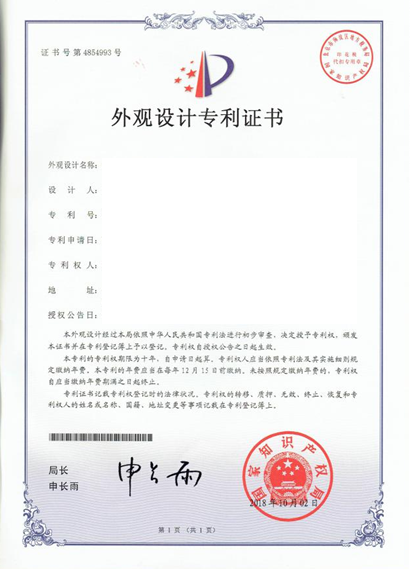 证书号第4854993号
外观设计专利证书
外观设计名称：
设计人：
专利号：
专利申请日：
专利权人：
地址：
授权公告日：
本外观设计经过本局依照中华人民共和国专利法进行初步审查，决定授予专利权，颁发
本证书并在专利登记簿上予以登记。专利权自授权公告之日起生效。
本专利的专利权期限为十年，自申请日起算。专利权人应当依照专利法及其实施细则规
定缴纳年费。本专利的年费应当在每年12月15日前缴纳。未按照规定缴纳年费的，专利权
自应当缴纳年费期满之日起终止。
专利证书记载专利权登记时的法律状况。专利权的转移、质押、无效、终止、恢复和专
利权人的姓名或名称、国籍、地址变更等事项记载在专利登记簿上。
局长
申长雨
申长雨
国家知识产权局
2018年10月02日
第1页（共1页）